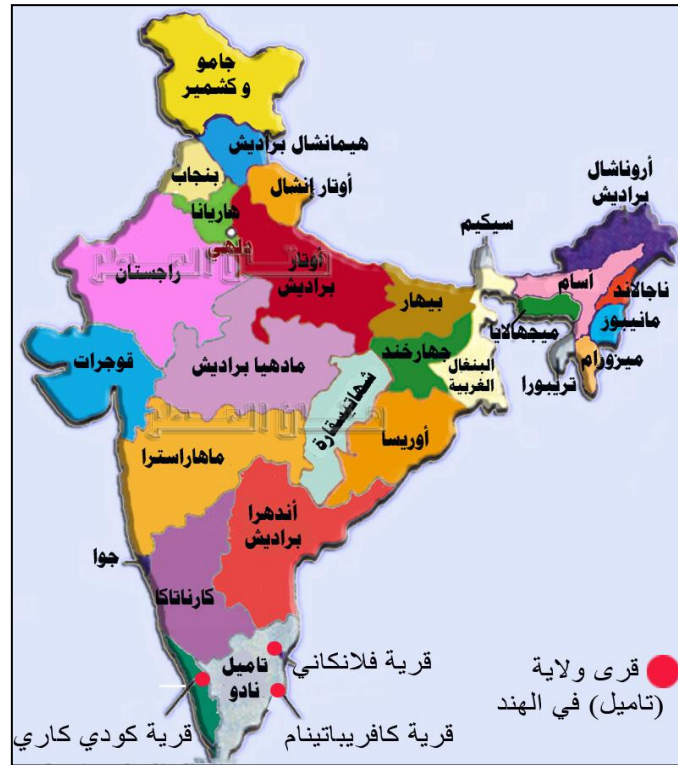 جامو
و كشمير
هيمانشال براديش
بنجاب
أوتار إنشال
هاريانا
دلهي
أروناشال
براديش
سيكيم
راجستان
أوتار
براديش
بيهار
أسام
ناجالاند
ميجهالايا
مانيبور
ميزورام
تريبورا
قوجرات
مادهيا براديش
جهارخند
البنغال
الغربية
شهاتيسقارة
أوريسا
ماهاراسترا
أندهرا
براديش
جوا
كارناتاكا
تاميل
نادو
قرية فلانكاني
قرية كودي كاري
قرية كافريباتينام
قرى ولاية
(تاميل) في الهند